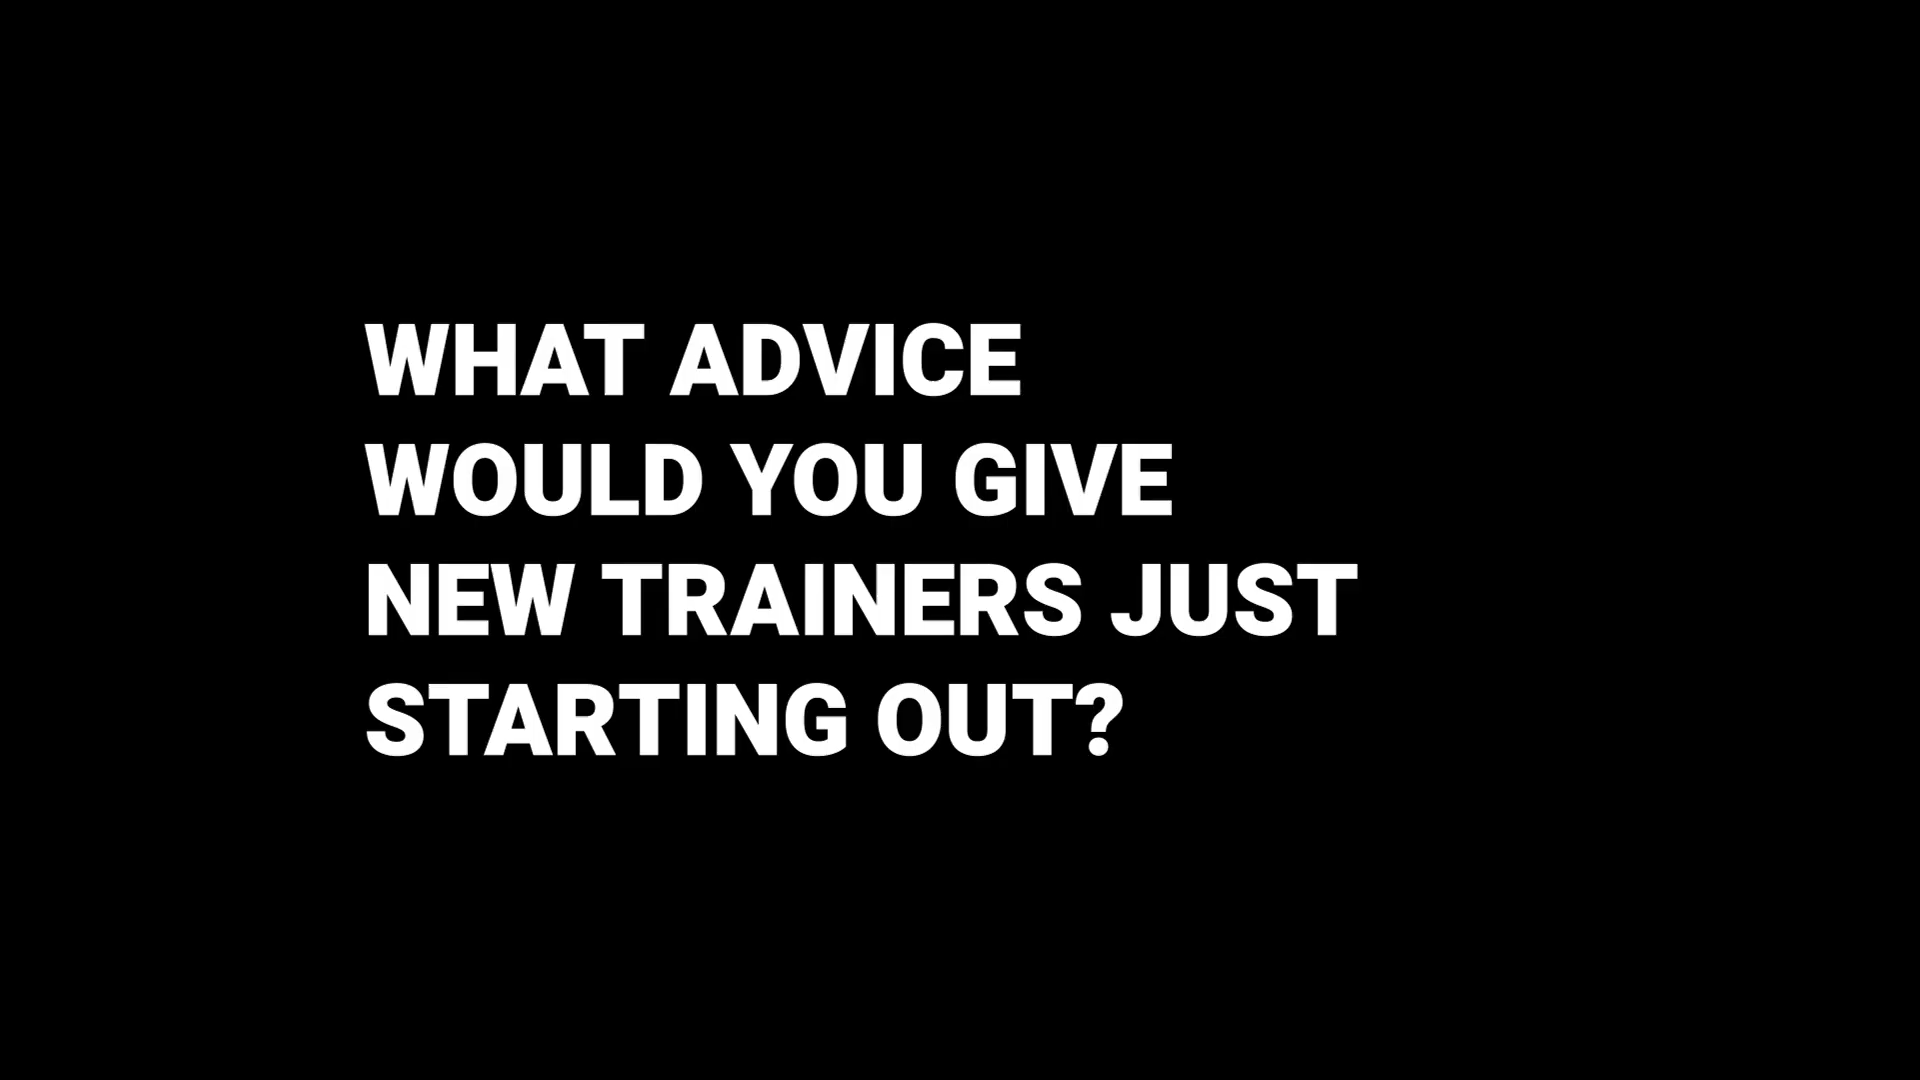 WHAT ADVICE
WOULD YOU GIVE
NEW TRAINERS JUST
STARTING OUT?